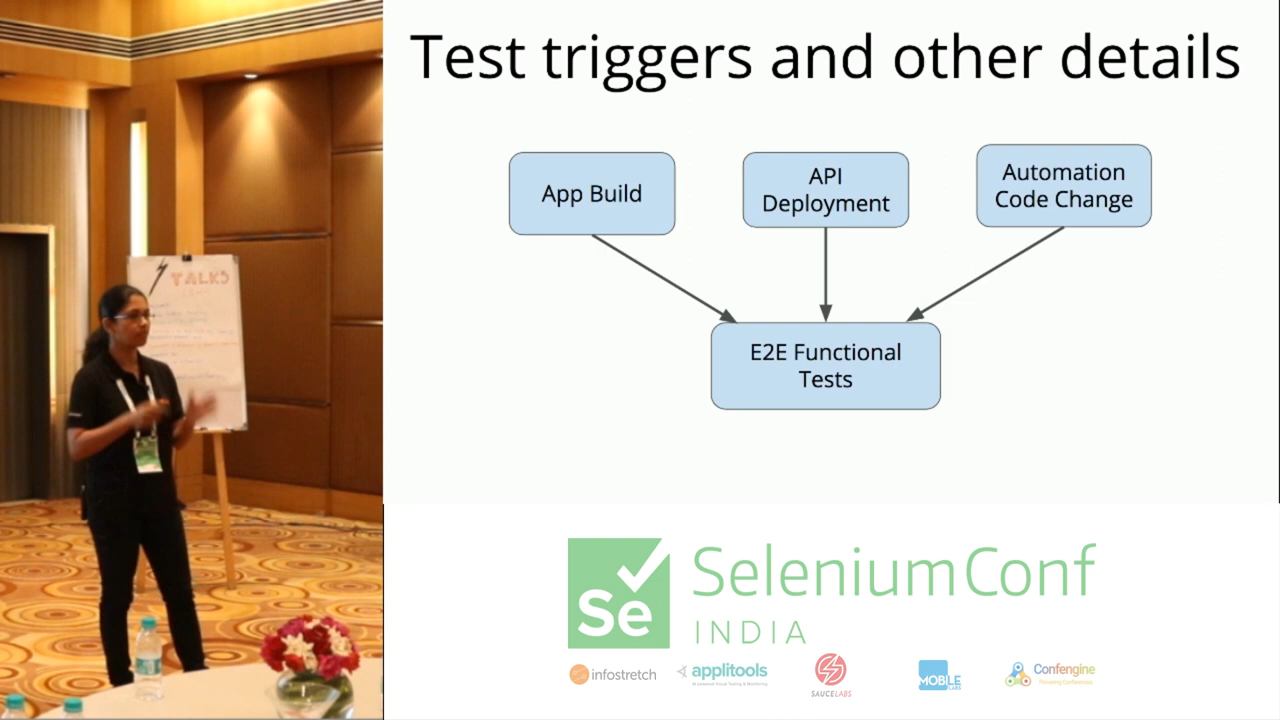 Test triggers and other details
App Build
API
Deployment
Automation
Code Change
E2E Functional
Tests
TALKS
Se
SeleniumConf
INDIA
infostretch
applitools
SAUCELABS
MOBILE
LABS
Confengine